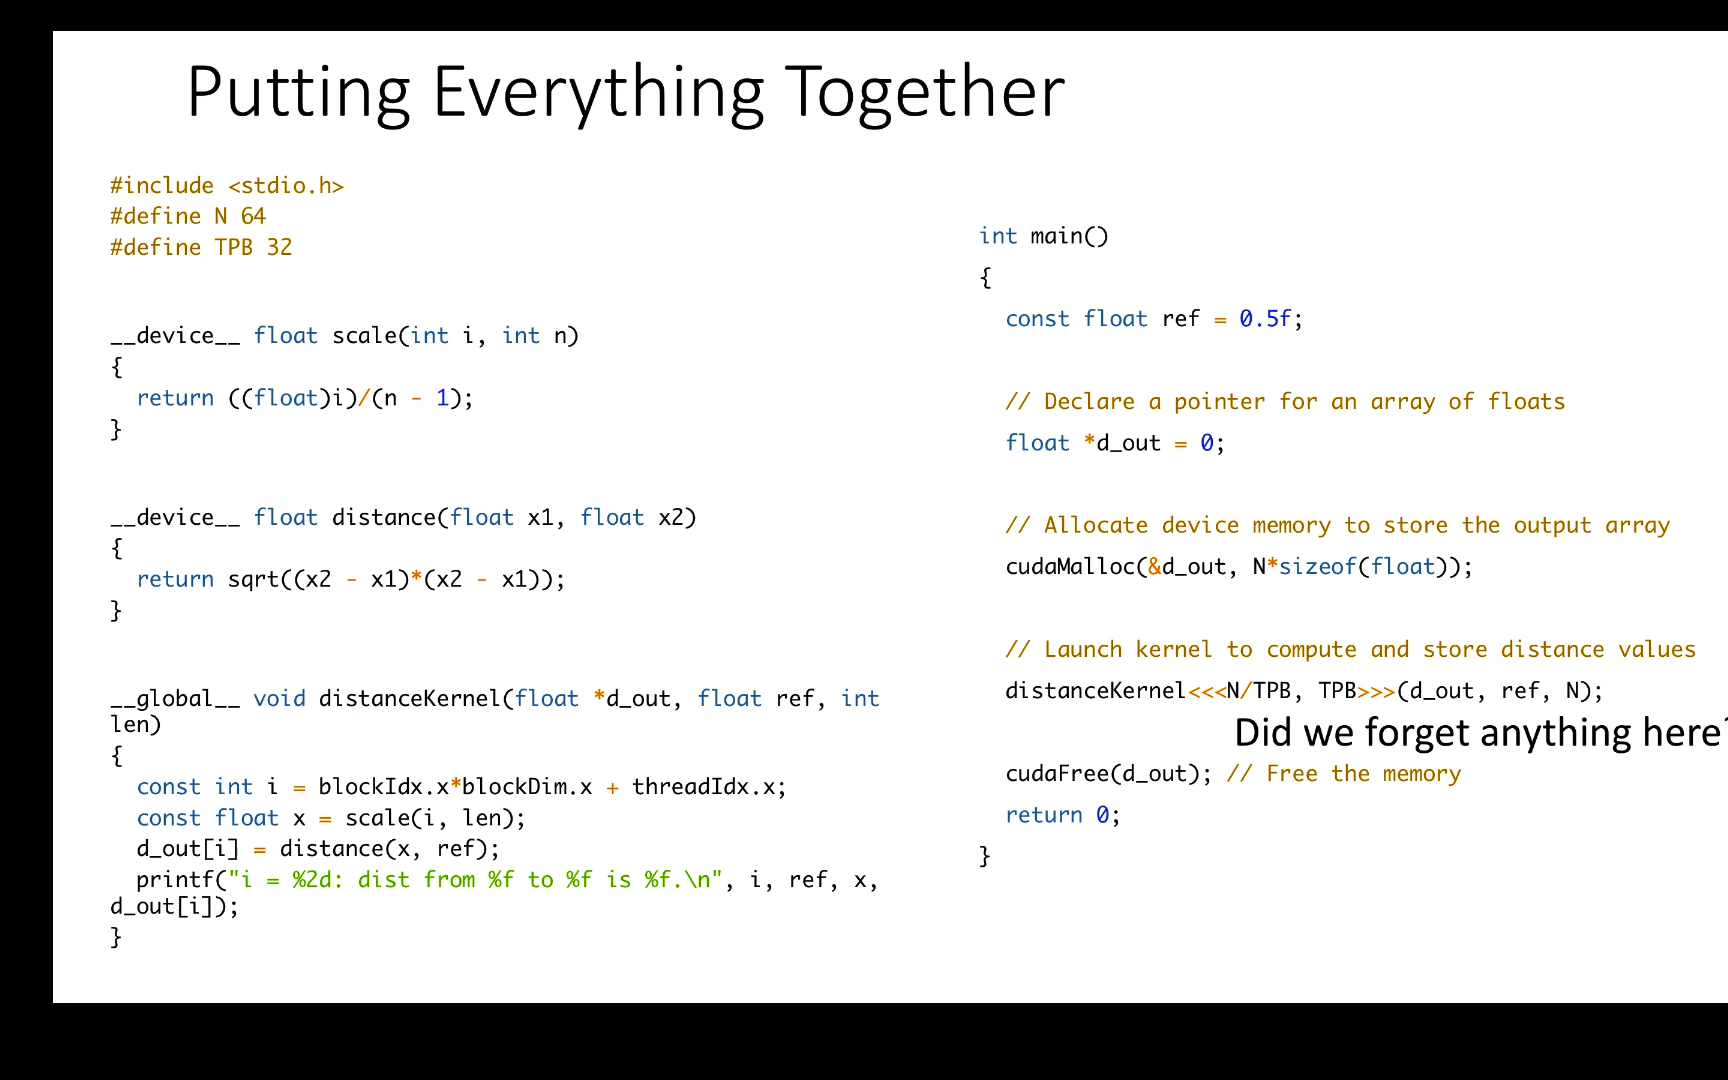 Putting Everything Together
#include <stdio.h>
#define N 64
#define TPB 32
__device__ float scale(int i, int n)
{
return ((float)i)/(n - 1);
}
__device__ float distance(float x1, float x2)
{
return sqrt((x2 - x1)*(x2 - x1));
}
__global__ void distanceKernel(float *d_out, float ref, int
len)
{
const int i = blockIdx.x*blockDim.x + threadIdx.x;
const float x = scale(i, len);
d_out[i] = distance(x, ref);
printf("i = %2d: dist from %f to %f is %f.\n", i, ref, x,
d_out[i]);
}
int main()
{
const float ref = 0.5f;
// Declare a pointer for an array of floats
float *d_out = 0;
// Allocate device memory to store the output array
cudaMalloc(&d_out, N*sizeof(float));
// Launch kernel to compute and store distance values
distanceKernel<<<N/TPB, TPB>>>(d_out, ref, N);
Did we forget anything here?
cudaFree(d_out); // Free the memory
return 0;
}